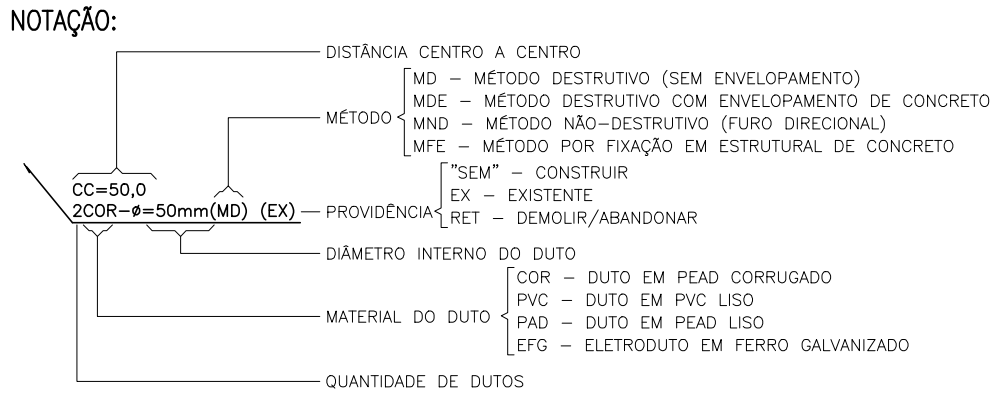 NOTAÇÃO:
DISTÂNCIA CENTRO A CENTRO
MÉTODO
MD – MÉTODO DESTRUTIVO (SEM ENVELOPAMENTO)
MDE – MÉTODO DESTRUTIVO COM ENVELOPAMENTO DE CONCRETO
MND – MÉTODO NÃO-DESTRUTIVO (FURO DIRECIONAL)
MFE – MÉTODO POR FIXAÇÃO EM ESTRUTURAL DE CONCRETO
CC=50,0
2COR-ø=50mm(MD) (EX)
PROVIDÊNCIA
"SEM" – CONSTRUIR
EX – EXISTENTE
RET – DEMOLIR/ABANDONAR
DIÂMETRO INTERNO DO DUTO
MATERIAL DO DUTO
COR – DUTO EM PEAD CORRUGADO
PVC – DUTO EM PVC LISO
PAD – DUTO EM PEAD LISO
EFG – ELETRODUTO EM FERRO GALVANIZADO
QUANTIDADE DE DUTOS